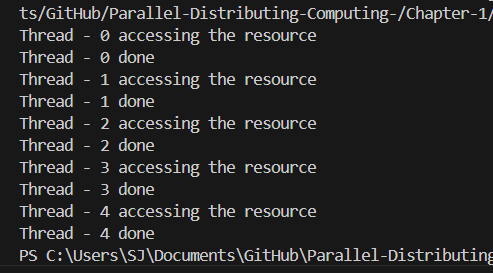 ts/GitHub/Parallel-Distributing-Computing-/Chapter-1/
Thread - 0 accessing the resource
Thread - 0 done
Thread - 1 accessing the resource
Thread - 1 done
Thread - 2 accessing the resource
Thread - 2 done
Thread - 3 accessing the resource
Thread - 3 done
Thread - 4 accessing the resource
Thread - 4 done
PS C:\Users\SJ\Documents\GitHub\Parallel-Distributing